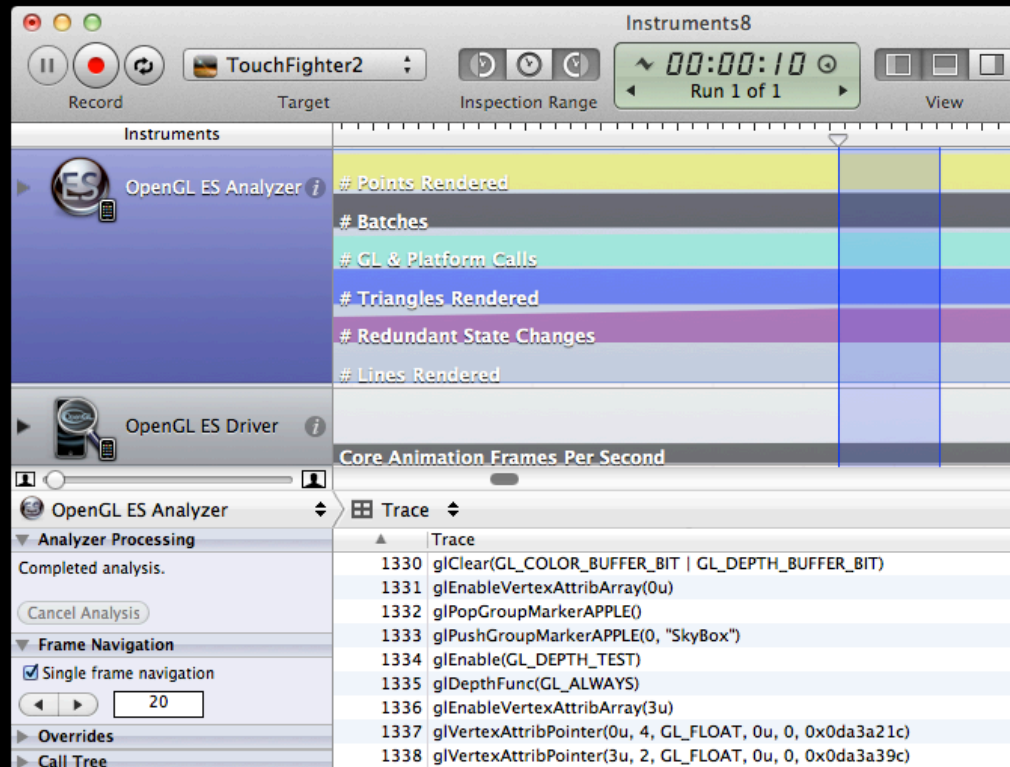 Instruments8
TouchFighter2
00:00:10
Run 1 of 1
Record
Target
Inspection Range
View
Instruments
ES
OpenGL ES Analyzer
# Points Rendered
# Batches
# GL & Platform Calls
# Triangles Rendered
# Redundant State Changes
# Lines Rendered
OpenGL ES Driver
Core Animation Frames Per Second
OpenGL ES Analyzer
Trace
Analyzer Processing
Completed analysis.
Cancel Analysis
Frame Navigation
Single frame navigation
20
Overrides
Call Tree
Trace
1330 glClear(GL_COLOR_BUFFER_BIT | GL_DEPTH_BUFFER_BIT)
1331 glEnableVertexAttribArray(0u)
1332 glPopGroupMarkerAPPLE()
1333 glPushGroupMarkerAPPLE(0, "SkyBox")
1334 glEnable(GL_DEPTH_TEST)
1335 glDepthFunc(GL_ALWAYS)
1336 glEnableVertexAttribArray(3u)
1337 glVertexAttribPointer(0u, 4, GL_FLOAT, 0u, 0, 0x0da3a21c)
1338 glVertexAttribPointer(3u, 2, GL_FLOAT, 0u, 0, 0x0da3a39c)